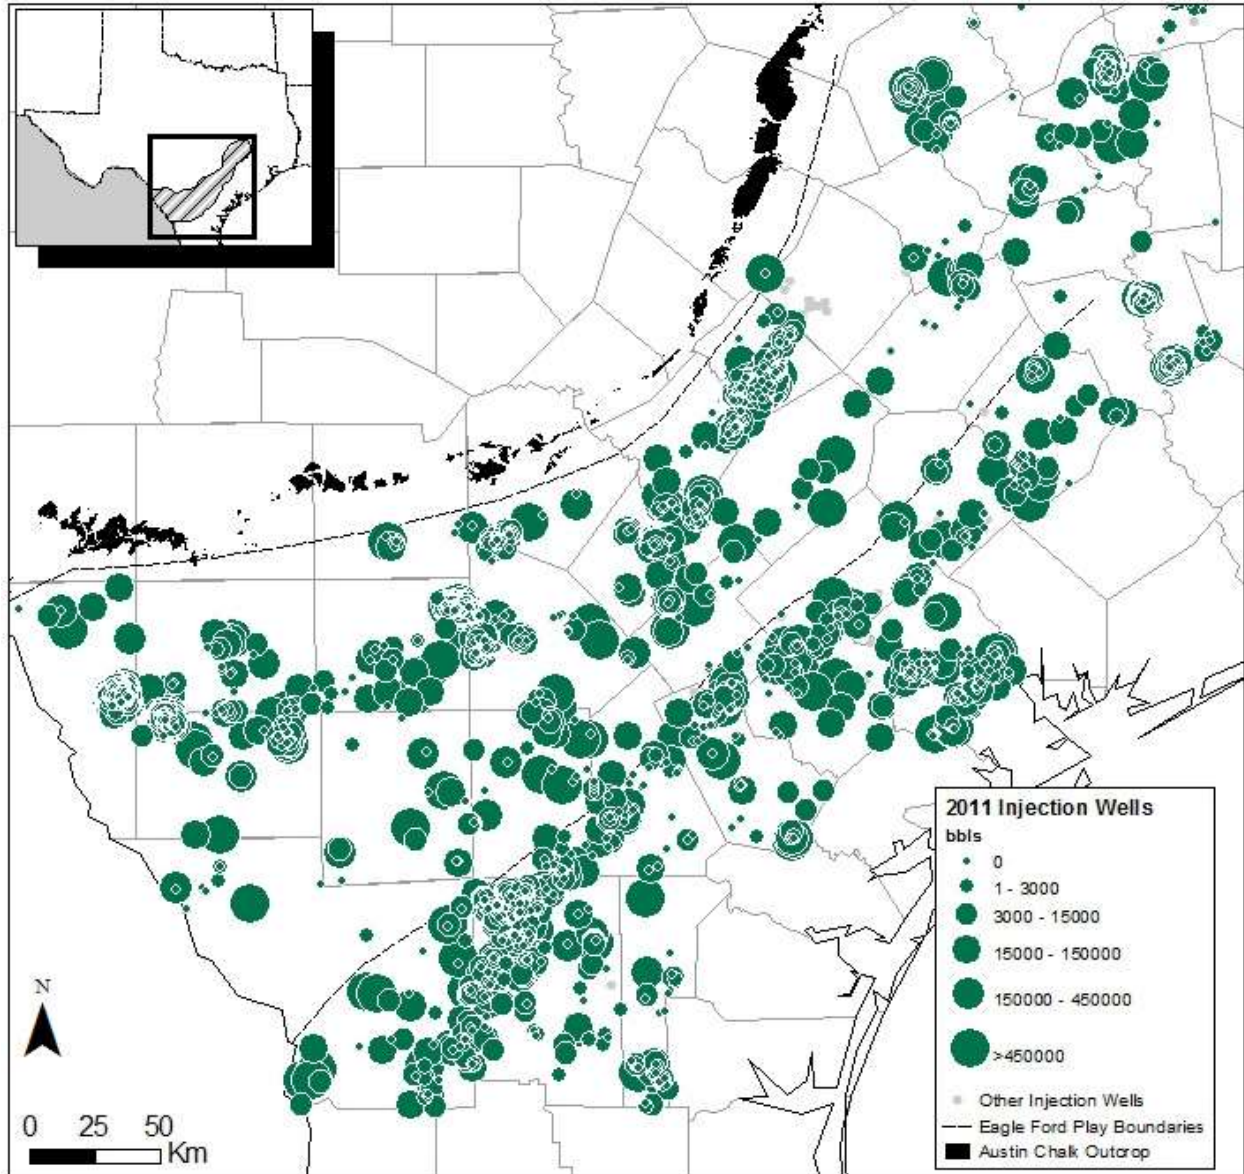 2011 Injection Wells
bbls
0
1 - 3000
3000 - 15000
15000 - 150000
150000 - 450000
>450000
Other Injection Wells
Eagle Ford Play Boundaries
Austin Chalk Outcrop
N
0 25 50
Km